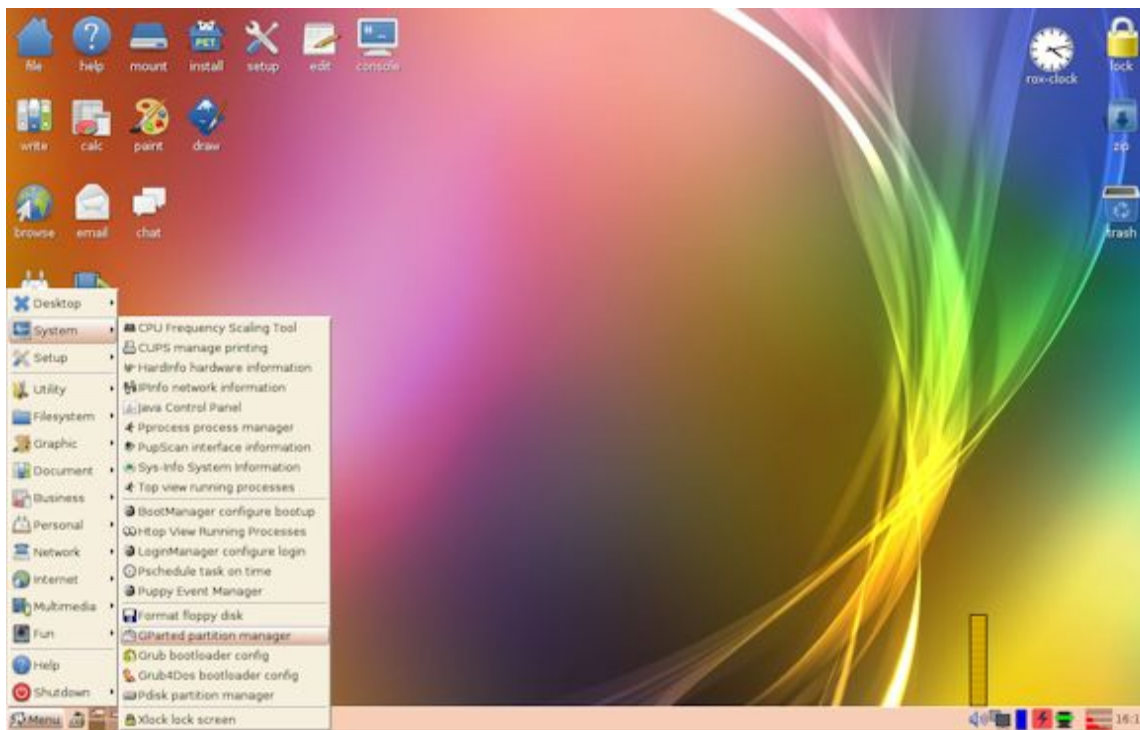 file
help
mount
PET
install
setup
edit
console
rox-clock
lock
write
calc
paint
draw
zip
browse
email
chat
trash
Desktop
System
Setup
Utility
Filesystem
Graphic
Document
Business
Personal
Network
Internet
Multimedia
Fun
Help
Shutdown
CPU Frequency Scaling Tool
CUPS manage printing
HardInfo hardware information
IPInfo network information
Java Control Panel
Pprocess process manager
PupScan interface information
Sys-Info System Information
Top view running processes
BootManager configure bootup
Htop View Running Processes
LoginManager configure login
Pschedule task on time
Puppy Event Manager
Format floppy disk
GParted partition manager
Grub bootloader config
Grub4Dos bootloader config
Pdisk partition manager
Xlock lock screen
Menu
16:1